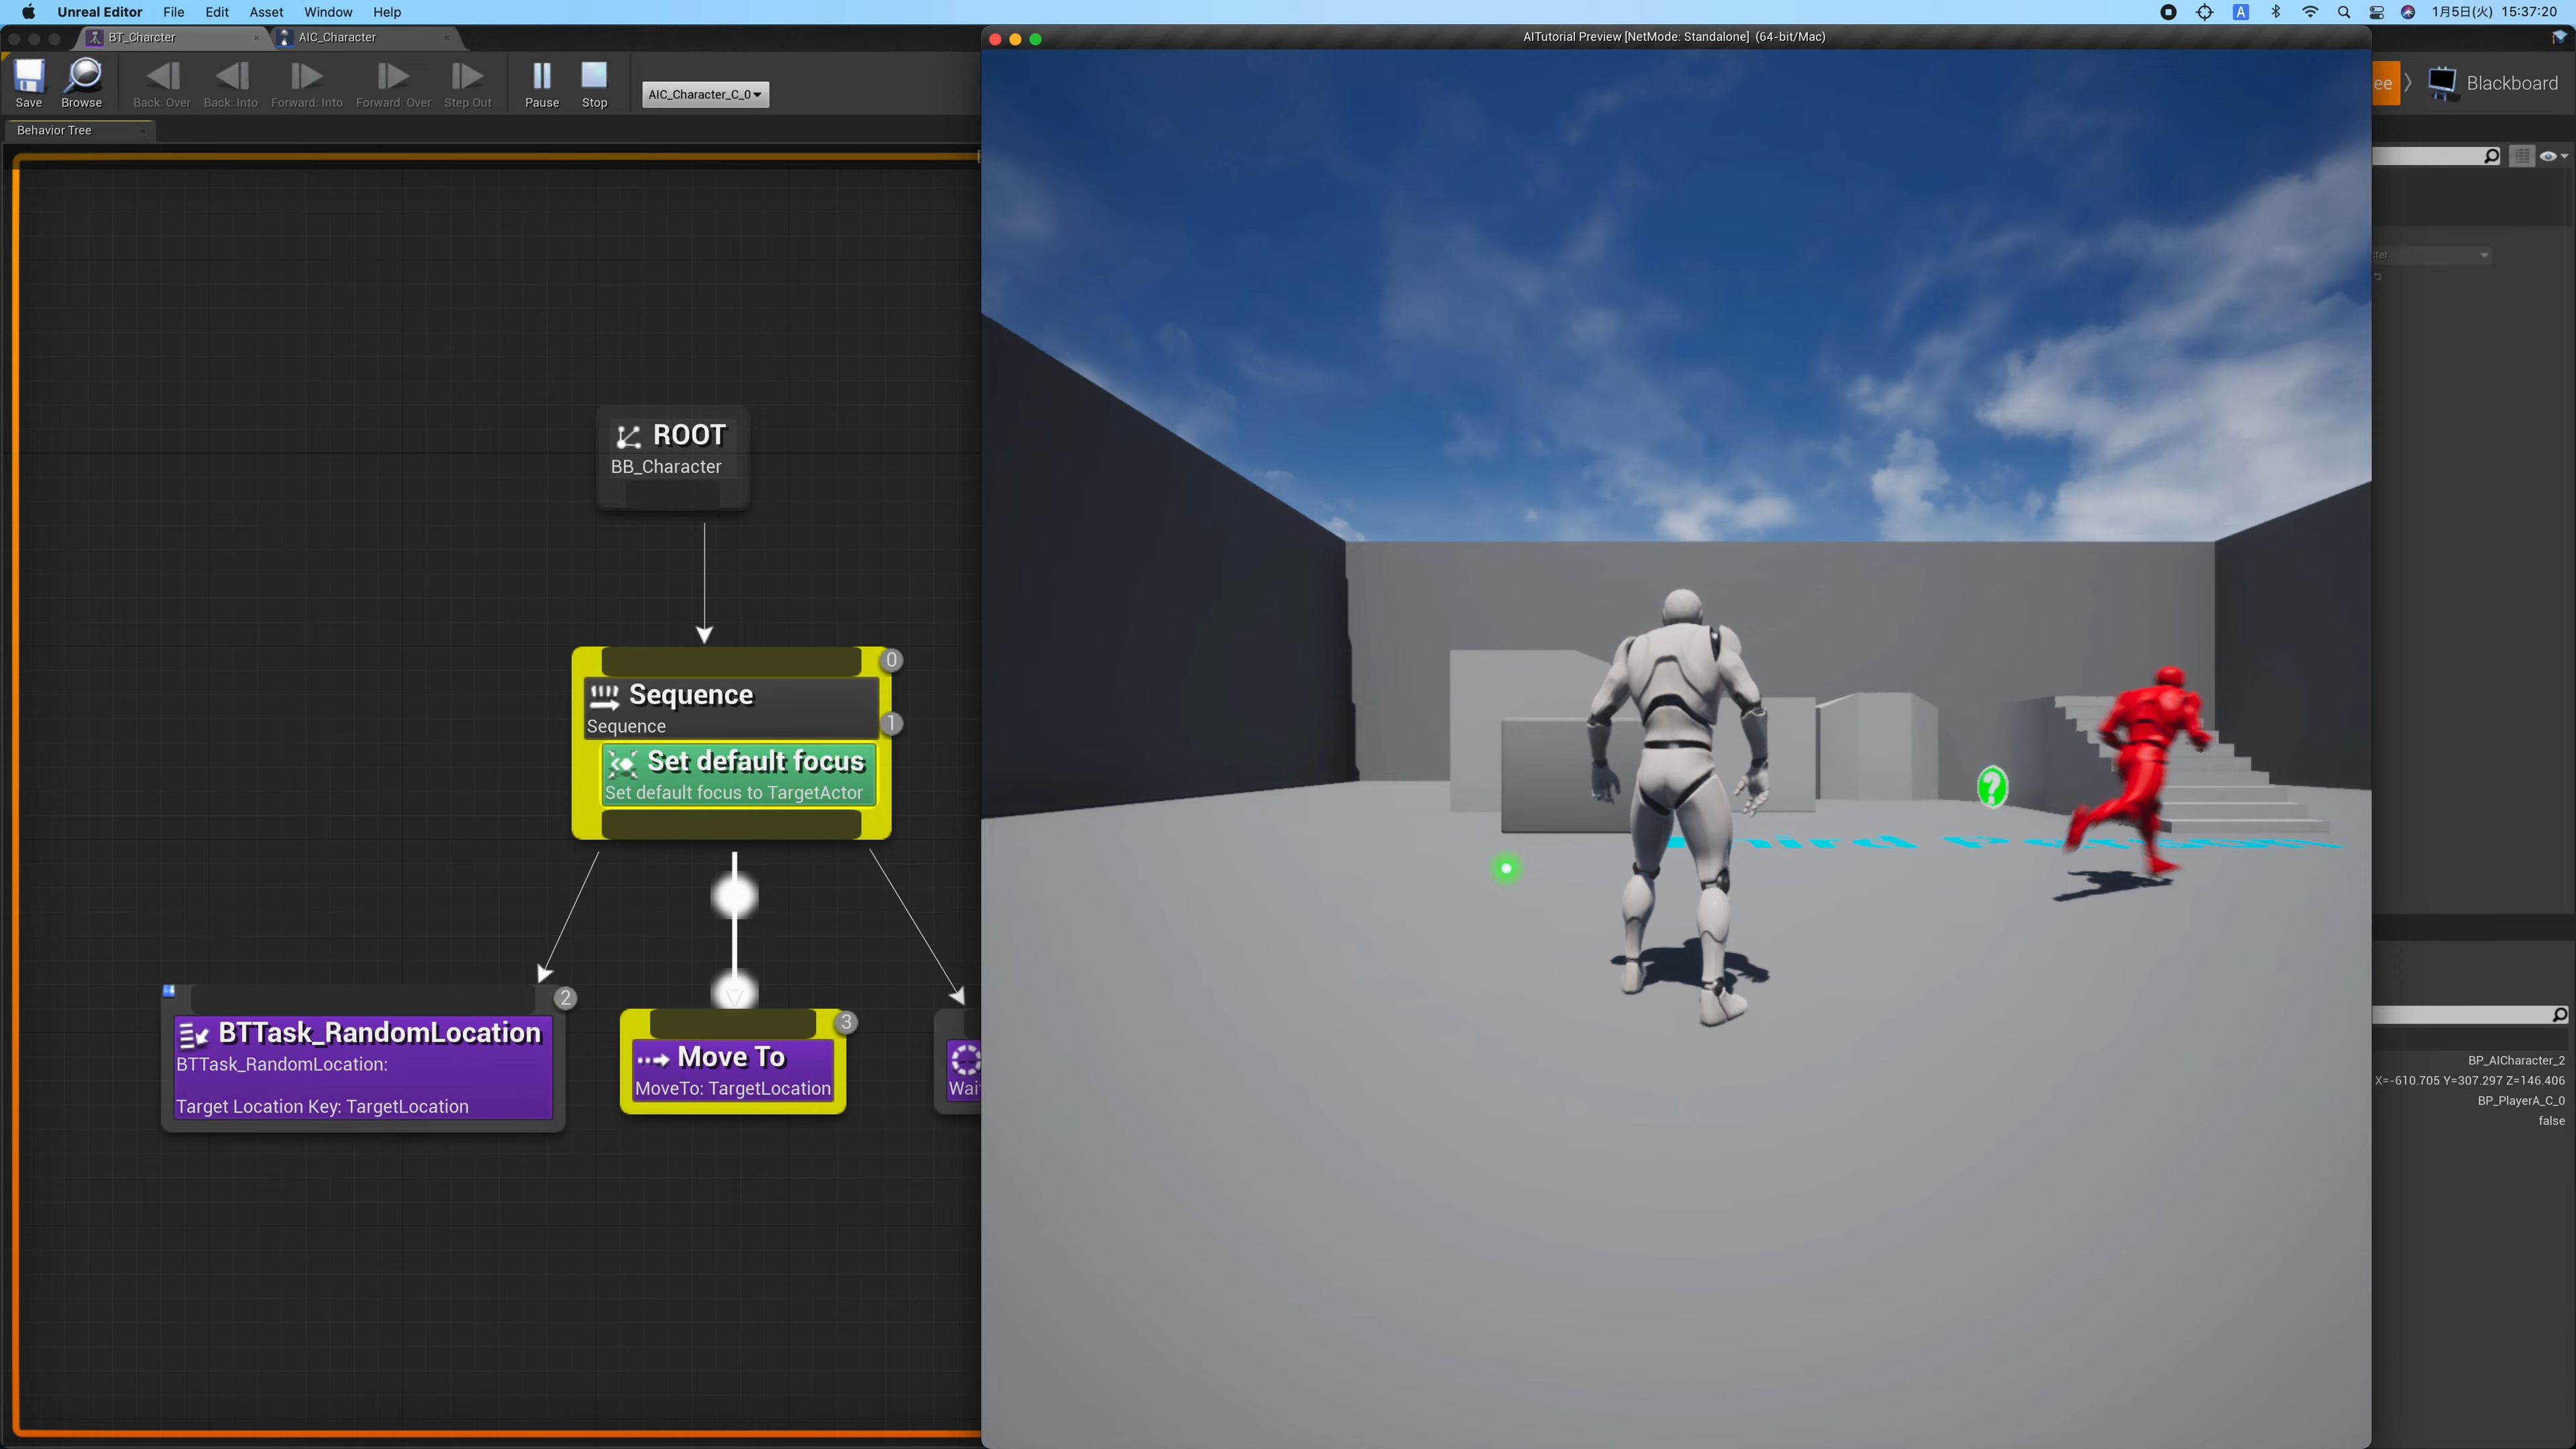 Unreal Editor File Edit Asset Window Help
A 1月5日(火) 15:37:20
BT_Charcter AIC_Character
AITutorial Preview [NetMode: Standalone] (64-bit/Mac)
Save Browse Back: Over Back: Into Forward: Into Forward: Over Step Out Pause Stop
AIC_Character_C_0
ee Blackboard
Behavior Tree
ROOT
BB_Character
0
Sequence
Sequence
1
Set default focus
Set default focus to TargetActor
?
2
BTTask_RandomLocation
BTTask_RandomLocation:
Target Location Key: TargetLocation
3
Move To
MoveTo: TargetLocation
Wai
BP_AICharacter_2
X=-610.705 Y=307.297 Z=146.406
BP_PlayerA_C_0
false